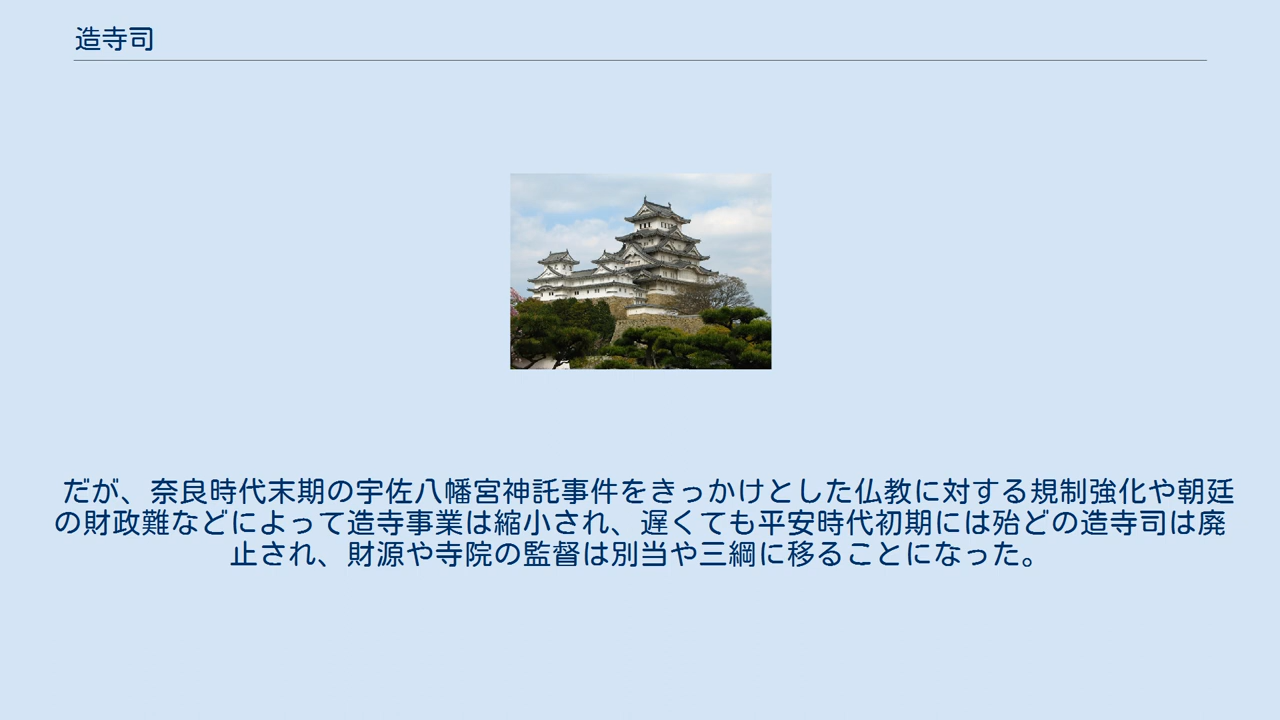 造寺司
だが、奈良時代末期の宇佐八幡宮神託事件をきっかけとした仏教に対する規制強化や朝廷
の財政難などによって造寺事業は縮小され、遅くても平安時代初期には殆どの造寺司は廃
止され、財源や寺院の監督は別当や三綱に移ることになった。